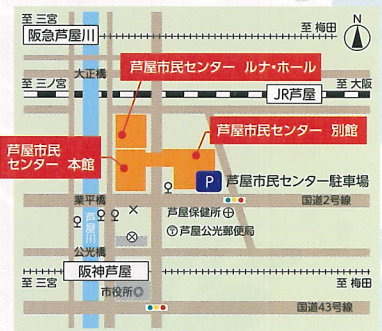 至 三宮
至 梅田
N
阪急芦屋川
芦屋市民センター ルナ・ホール
大正橋
至 三ノ宮
至 大阪
JR芦屋
芦屋市民センター 別館
芦屋市民
センター 本館
P
芦屋市民センター駐車場
業平橋
国道2号線
芦屋川
芦屋保健所
芦屋公光郵便局
公光橋
阪神芦屋
至 三宮
至 梅田
市役所
国道43号線